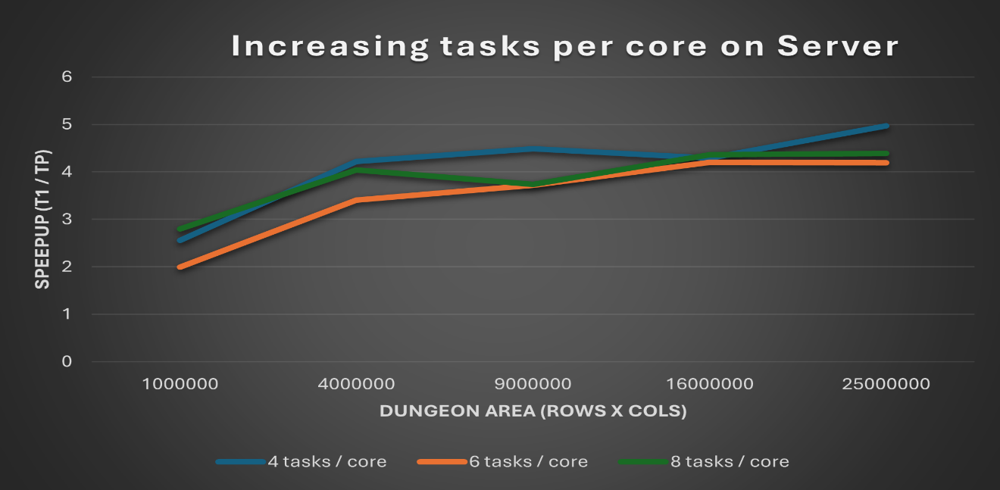 Increasing tasks per core on Server
6
5
4
3
2
1
0
SPEEPUP (T1 / TP)
1000000 4000000 9000000 16000000 25000000
DUNGEON AREA (ROWS X COLS)
4 tasks / core 6 tasks / core 8 tasks / core